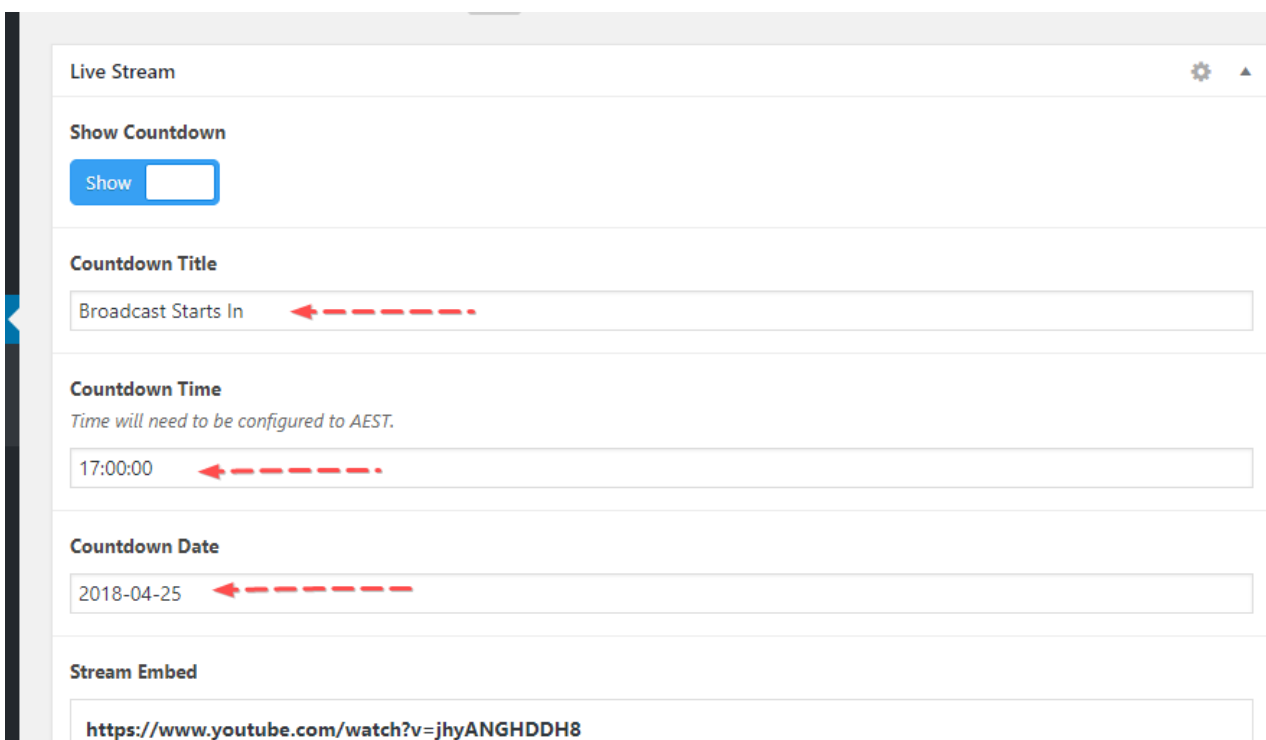 Live Stream
Show Countdown
Show
Countdown Title
Broadcast Starts In
Countdown Time
Time will need to be configured to AEST.
17:00:00
Countdown Date
2018-04-25
Stream Embed
https://www.youtube.com/watch?v=jhyANGHDDH8